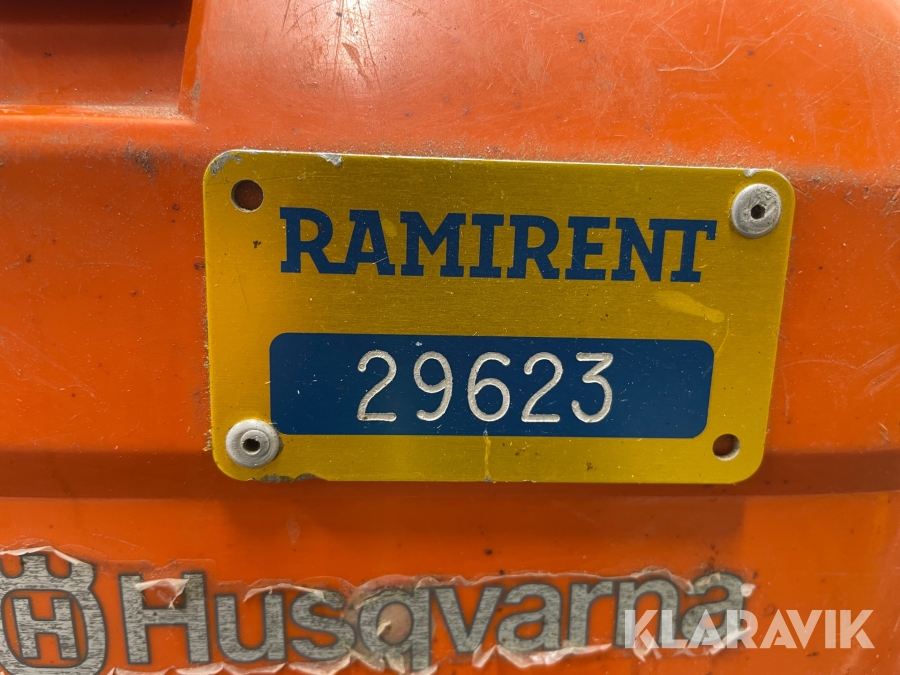 RAMIRENT
29623
H Husqvarna
KLARAVIK